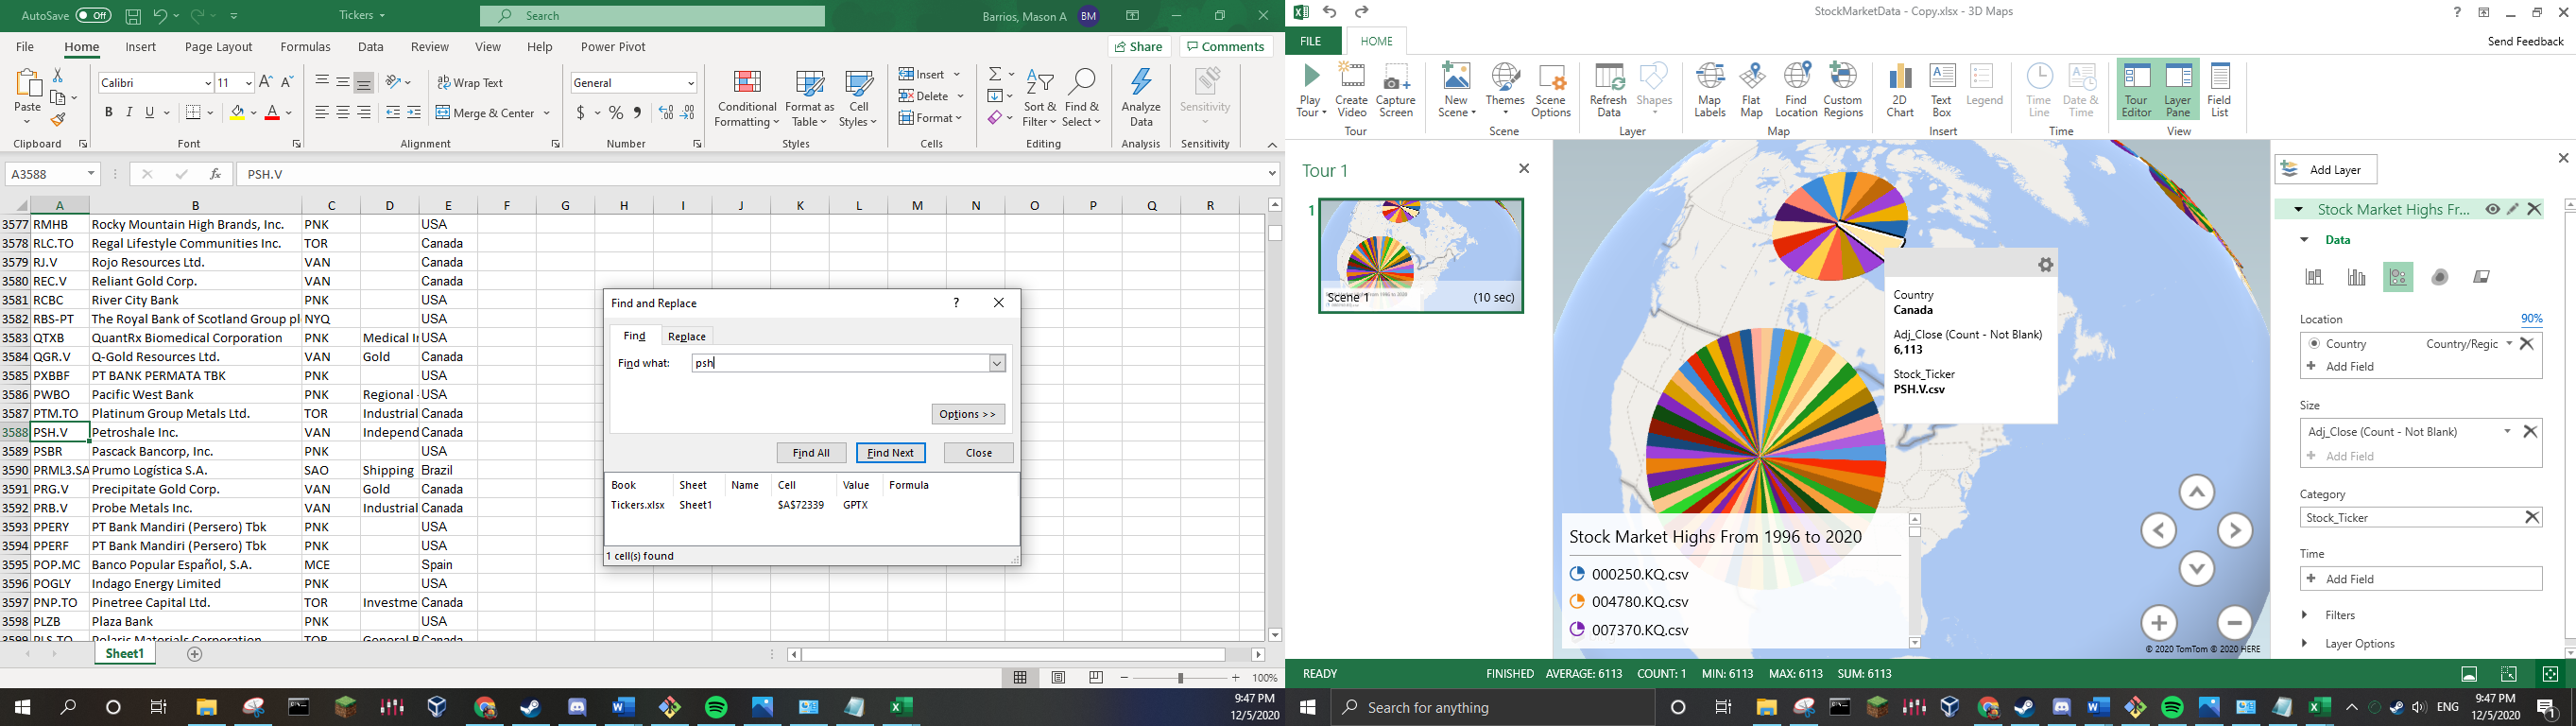 AutoSave Off Tickers Search Barrios, Mason A BM
File Home Insert Page Layout Formulas Data Review View Help Power Pivot Share Comments
Paste Calibri 11 Wrap Text General Conditional Formatting Format as Table Cell Styles Insert Sort & Filter Find & Select Analyze Data Sensitivity
B I U Merge & Center $ % Delete Format
Clipboard Font Alignment Number Styles Cells Editing Analysis Sensitivity
A3588 fx PSH.V
A B C D E F G H I J K L M N O P Q R
3577 RMHB Rocky Mountain High Brands, Inc. PNK USA
3578 RLC.TO Regal Lifestyle Communities Inc. TOR Canada
3579 RJ.V Rojo Resources Ltd. VAN Canada
3580 REC.V Reliant Gold Corp. VAN Canada
3581 RCBC River City Bank PNK USA
3582 RBS-PT The Royal Bank of Scotland Group pl NYQ USA
3583 QTXB QuantRx Biomedical Corporation PNK Medical In USA
3584 QGR.V Q-Gold Resources Ltd. VAN Gold Canada
3585 PXBBF PT BANK PERMATA TBK PNK USA
3586 PWBO Pacific West Bank PNK Regional - USA
3587 PTM.TO Platinum Group Metals Ltd. TOR Industrial Canada
3588 PSH.V Petroshale Inc. VAN Independ Canada
3589 PSBR Pascack Bancorp, Inc. PNK USA
3590 PRML3.SA Prumo Logística S.A. SAO Shipping Brazil
3591 PRG.V Precipitate Gold Corp. VAN Gold Canada
3592 PRB.V Probe Metals Inc. VAN Industrial Canada
3593 PPERY PT Bank Mandiri (Persero) Tbk PNK USA
3594 PPERF PT Bank Mandiri (Persero) Tbk PNK USA
3595 POP.MC Banco Popular Español, S.A. MCE Spain
3596 POGLY Indago Energy Limited PNK USA
3597 PNP.TO Pinetree Capital Ltd. TOR Investme Canada
3598 PLZB Plaza Bank PNK USA
3599 PLS.TO Polaris Materials Corporation TOR General B Canada
Sheet1
100%
9:47 PM
12/5/2020
Find and Replace ?
Find Replace
Find what: psh
Options >>
Find All Find Next Close
Book Sheet Name Cell Value Formula
Tickers.xlsx Sheet1 $A$72339 GPTX
1 cell(s) found
StockMarketData - Copy.xlsx - 3D Maps ?
FILE HOME Send Feedback
Play Tour Create Video Capture Screen New Scene Themes Scene Options Refresh Data Shapes Map Labels Flat Map Find Location Custom Regions 2D Chart Text Box Legend Time Line Date & Time Tour Editor Layer Pane Field List
Tour Scene Layer Map Insert Time View
Tour 1
1
Scene 1 (10 sec)
Country
Canada
Adj_Close (Count - Not Blank)
6,113
Stock_Ticker
PSH.V.csv
Stock Market Highs From 1996 to 2020
000250.KQ.csv
004780.KQ.csv
007370.KQ.csv
© 2020 TomTom © 2020 HERE
Add Layer
Stock Market Highs Fr...
Data
Location 90%
Country Country/Regic
Add Field
Size
Adj_Close (Count - Not Blank)
Add Field
Category
Stock_Ticker
Time
Add Field
Filters
Layer Options
READY FINISHED AVERAGE: 6113 COUNT: 1 MIN: 6113 MAX: 6113 SUM: 6113
Search for anything ENG
9:47 PM
12/5/2020
1